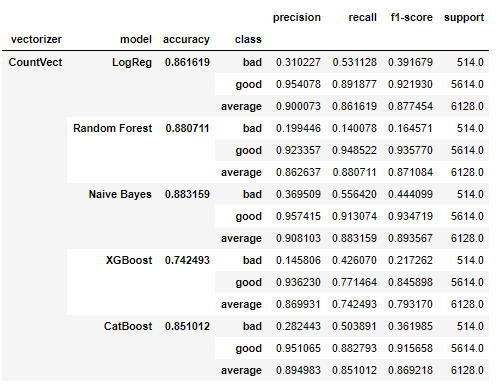 precision recall f1-score support
vectorizer model accuracy class
CountVect LogReg 0.861619 bad 0.310227 0.531128 0.391679 514.0
good 0.954078 0.891877 0.921930 5614.0
average 0.900073 0.861619 0.877454 6128.0
Random Forest 0.880711 bad 0.199446 0.140078 0.164571 514.0
good 0.923357 0.948522 0.935770 5614.0
average 0.862637 0.880711 0.871084 6128.0
Naive Bayes 0.883159 bad 0.369509 0.556420 0.444099 514.0
good 0.957415 0.913074 0.934719 5614.0
average 0.908103 0.883159 0.893567 6128.0
XGBoost 0.742493 bad 0.145806 0.426070 0.217262 514.0
good 0.936230 0.771464 0.845898 5614.0
average 0.869931 0.742493 0.793170 6128.0
CatBoost 0.851012 bad 0.282443 0.503891 0.361985 514.0
good 0.951065 0.882793 0.915658 5614.0
average 0.894983 0.851012 0.869218 6128.0